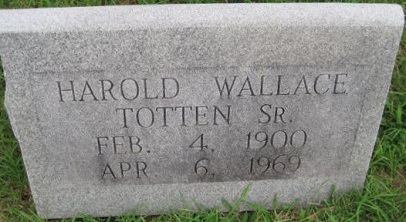 HAROLD WALLACE
TOTTEN SR.
FEB. 4, 1900
APR. 6, 1969